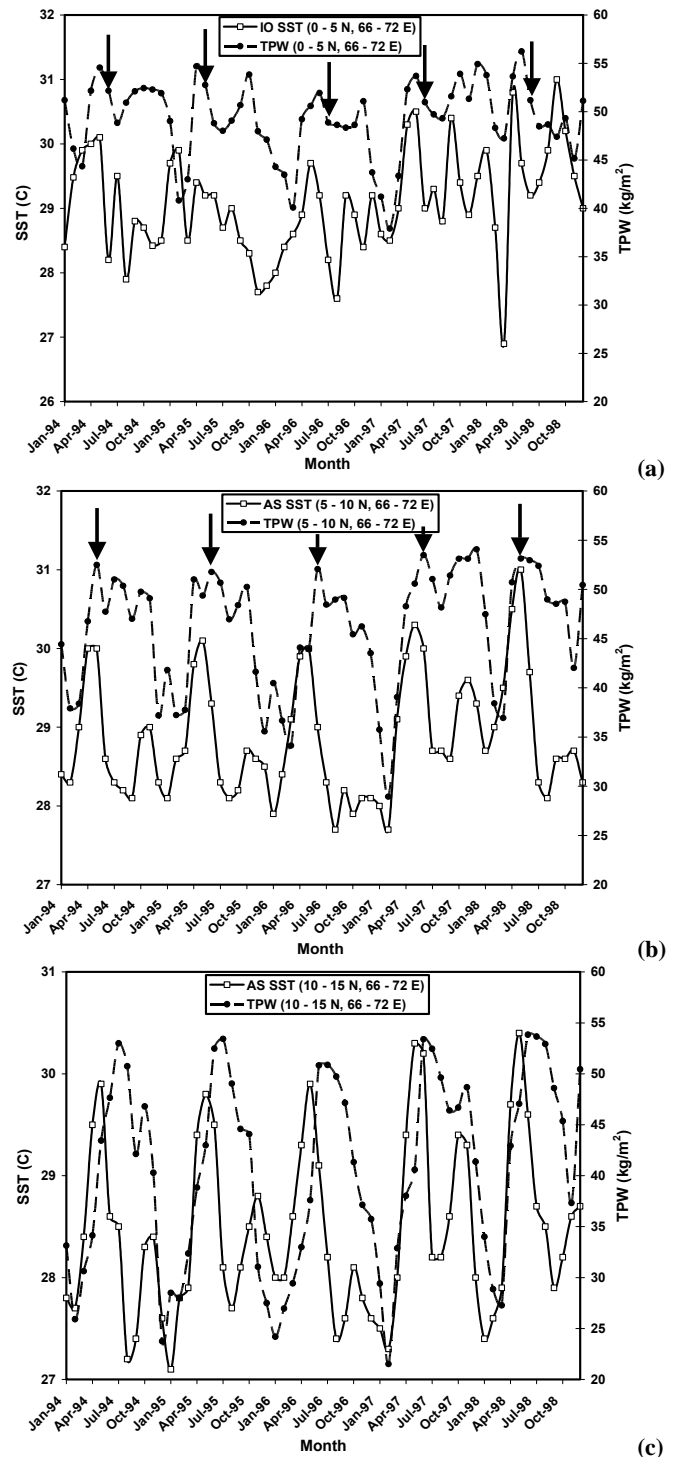 32
31
30
29
28
27
26
SST (C)
IO SST (0 - 5 N, 66 - 72 E)
TPW (0 - 5 N, 66 - 72 E)
60
55
50
45
40
35
30
25
20
TPW (kg/m2)
Jan-94
Apr-94
Jul-94
Oct-94
Jan-95
Apr-95
Jul-95
Oct-95
Jan-96
Apr-96
Jul-96
Oct-96
Jan-97
Apr-97
Jul-97
Oct-97
Jan-98
Apr-98
Jul-98
Oct-98
Month
(a)
32
31
30
29
28
27
SST (C)
AS SST (5 - 10 N, 66 - 72 E)
TPW (5 - 10 N, 66 - 72 E)
60
55
50
45
40
35
30
25
20
TPW (kg/m2)
Jan-94
Apr-94
Jul-94
Oct-94
Jan-95
Apr-95
Jul-95
Oct-95
Jan-96
Apr-96
Jul-96
Oct-96
Jan-97
Apr-97
Jul-97
Oct-97
Jan-98
Apr-98
Jul-98
Oct-98
Month
(b)
31
30
29
28
27
SST (C)
AS SST (10 - 15 N, 66 - 72 E)
TPW (10 - 15 N, 66 - 72 E)
60
55
50
45
40
35
30
25
20
TPW (kg/m2)
Jan-94
Apr-94
Jul-94
Oct-94
Jan-95
Apr-95
Jul-95
Oct-95
Jan-96
Apr-96
Jul-96
Oct-96
Jan-97
Apr-97
Jul-97
Oct-97
Jan-98
Apr-98
Jul-98
Oct-98
Month
(c)